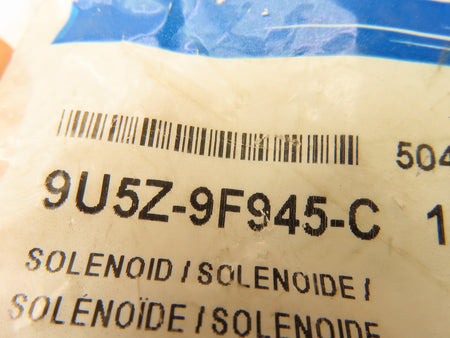 504
9U5Z-9F945-C 1
SOLENOID / SOLENOIDE /
SOLÉNOÏDE / SOLENOIDE